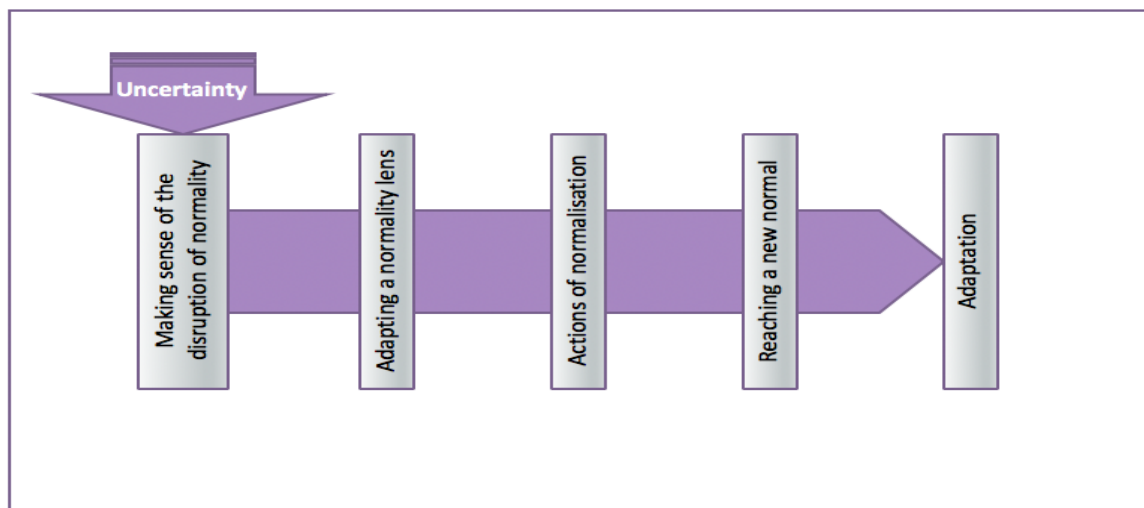 Uncertainty
Making sense of the
disruption of normality
Adapting a normality lens
Actions of normalisation
Reaching a new normal
Adaptation